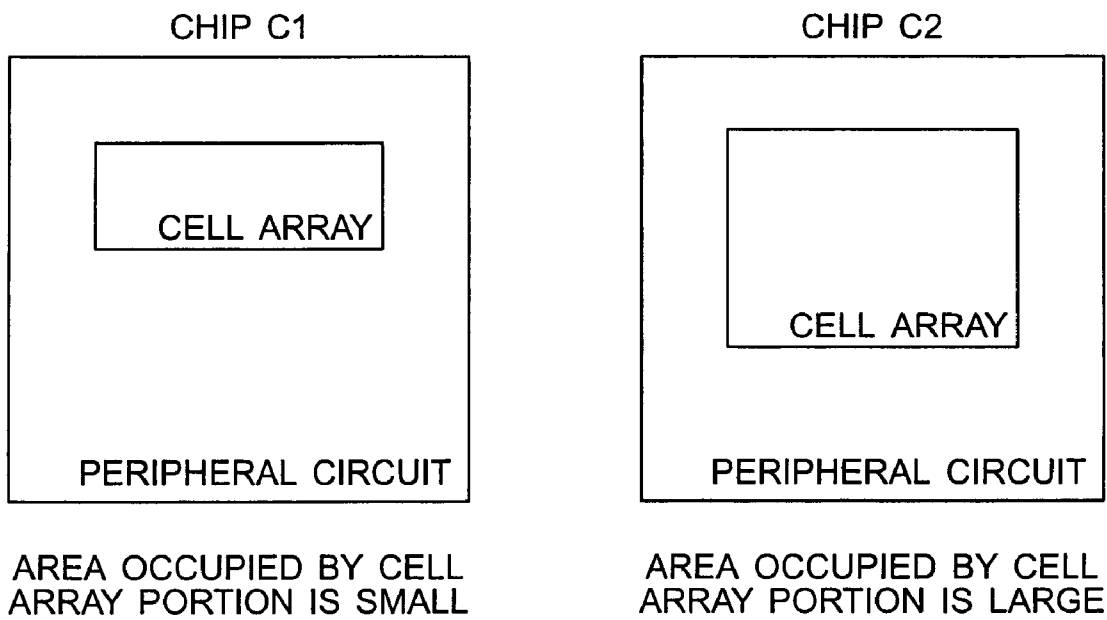 CHIP C1
CELL ARRAY
PERIPHERAL CIRCUIT
AREA OCCUPIED BY CELL
ARRAY PORTION IS SMALL
CHIP C2
CELL ARRAY
PERIPHERAL CIRCUIT
AREA OCCUPIED BY CELL
ARRAY PORTION IS LARGE